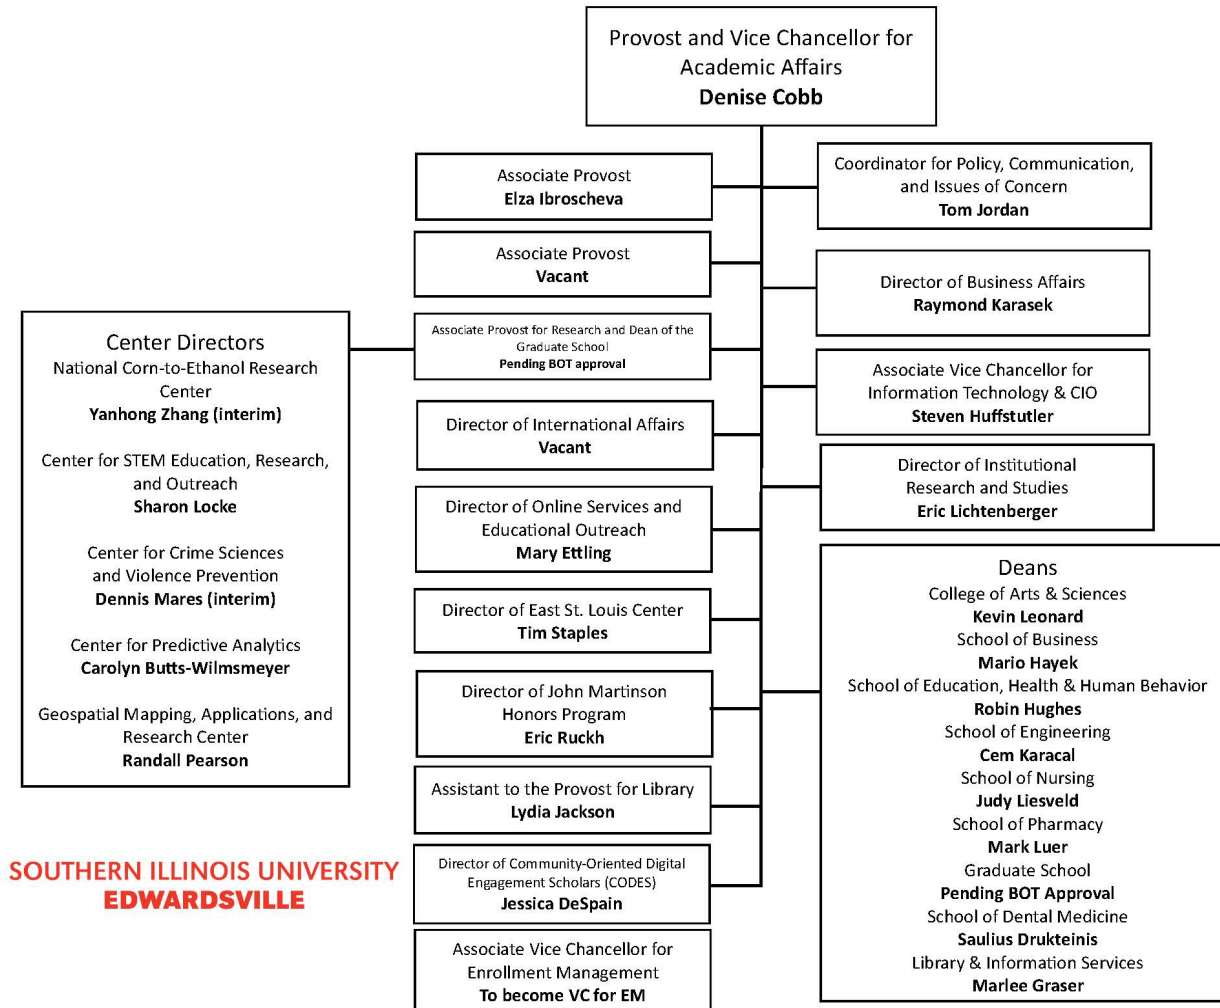 Provost and Vice Chancellor for
Academic Affairs
Denise Cobb
Associate Provost
Elza Ibroscheva
Coordinator for Policy, Communication,
and Issues of Concern
Tom Jordan
Associate Provost
Vacant
Director of Business Affairs
Raymond Karasek
Center Directors
National Corn-to-Ethanol Research
Center
Yanhong Zhang (interim)
Center for STEM Education, Research,
and Outreach
Sharon Locke
Center for Crime Sciences
and Violence Prevention
Dennis Mares (interim)
Center for Predictive Analytics
Carolyn Butts-Wilmsmeyer
Geospatial Mapping, Applications, and
Research Center
Randall Pearson
Associate Provost for Research and Dean of the
Graduate School
Pending BOT approval
Associate Vice Chancellor for
Information Technology & CIO
Steven Huffstutler
Director of International Affairs
Vacant
Director of Institutional
Research and Studies
Eric Lichtenberger
Director of Online Services and
Educational Outreach
Mary Ettling
Director of East St. Louis Center
Tim Staples
Director of John Martinson
Honors Program
Eric Ruckh
Assistant to the Provost for Library
Lydia Jackson
Director of Community-Oriented Digital
Engagement Scholars (CODES)
Jessica DeSpain
Associate Vice Chancellor for
Enrollment Management
To become VC for EM
Deans
College of Arts & Sciences
Kevin Leonard
School of Business
Mario Hayek
School of Education, Health & Human Behavior
Robin Hughes
School of Engineering
Cem Karacal
School of Nursing
Judy Liesveld
School of Pharmacy
Mark Luer
Graduate School
Pending BOT Approval
School of Dental Medicine
Saulius Drukteinis
Library & Information Services
Marlee Graser
SOUTHERN ILLINOIS UNIVERSITY
EDWARDSVILLE